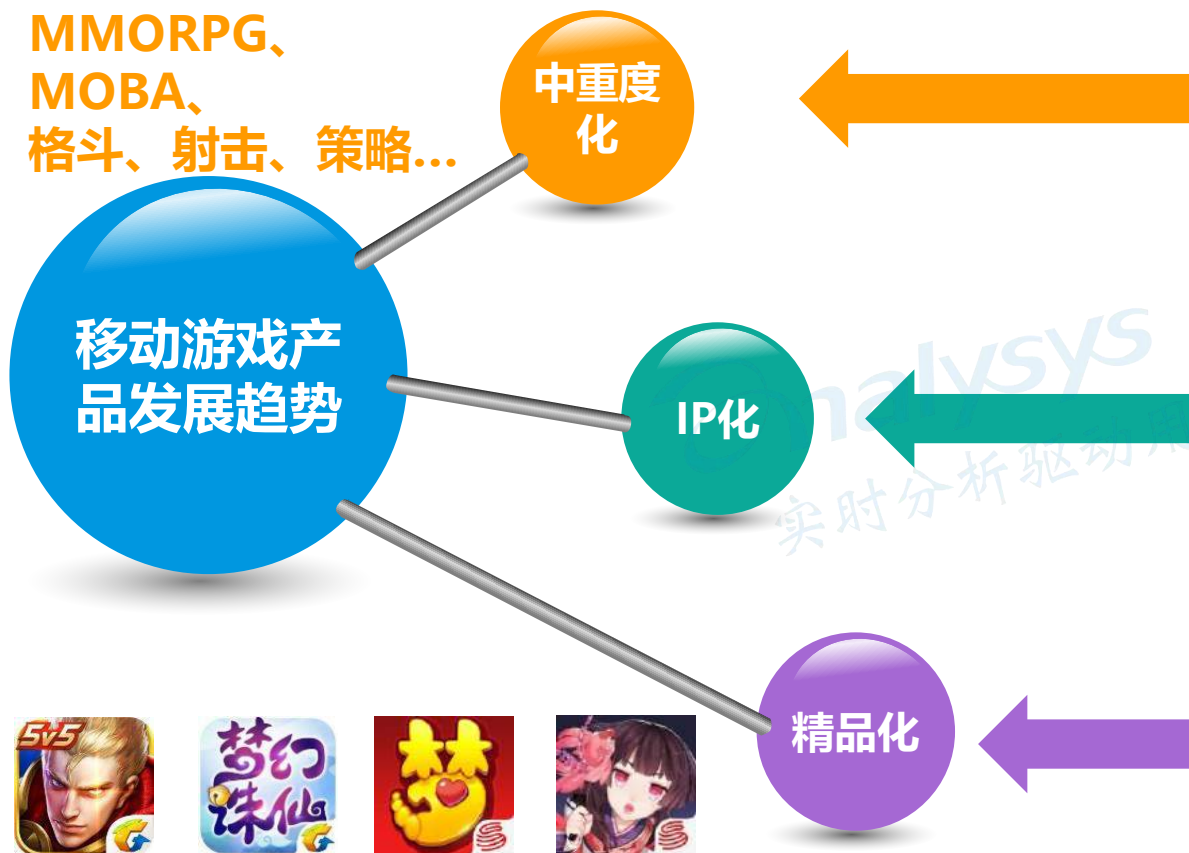 MMORPG、
MOBA、
格斗、射击、策略…
中重度
化
移动游戏产
品发展趋势
IP化
nalysys
实时分析驱动用
精品化
5v5
梦幻
诛仙
梦